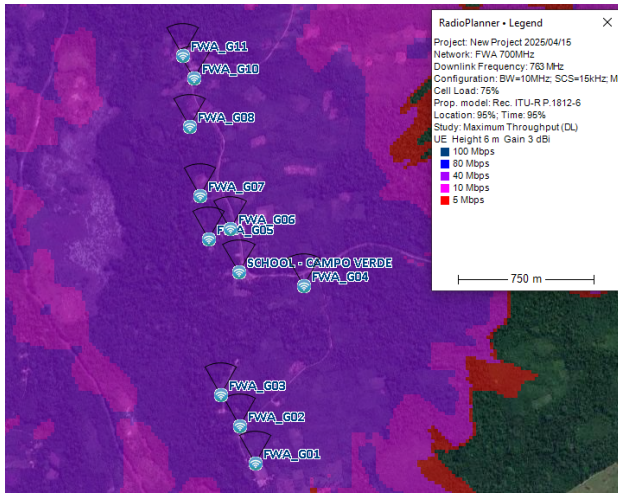 FWA_G11
FWA_G10
FWA_G08
FWA_G07
FWA_G06
FWA_G05
SCHOOL - CAMPO VERDE
FWA_G04
FWA_G03
FWA_G02
FWA_G01
RadioPlanner • Legend
Project: New Project 2025/04/15
Network: FWA 700MHz
Downlink Frequency: 763 MHz
Configuration: BW=10MHz; SCS=15kHz; M
Cell Load: 75%
Prop. model: Rec. ITU-R P.1812-6
Location: 95%; Time: 95%
Study: Maximum Throughput (DL)
UE Height 6 m Gain 3 dBi
100 Mbps
80 Mbps
40 Mbps
10 Mbps
5 Mbps
750 m